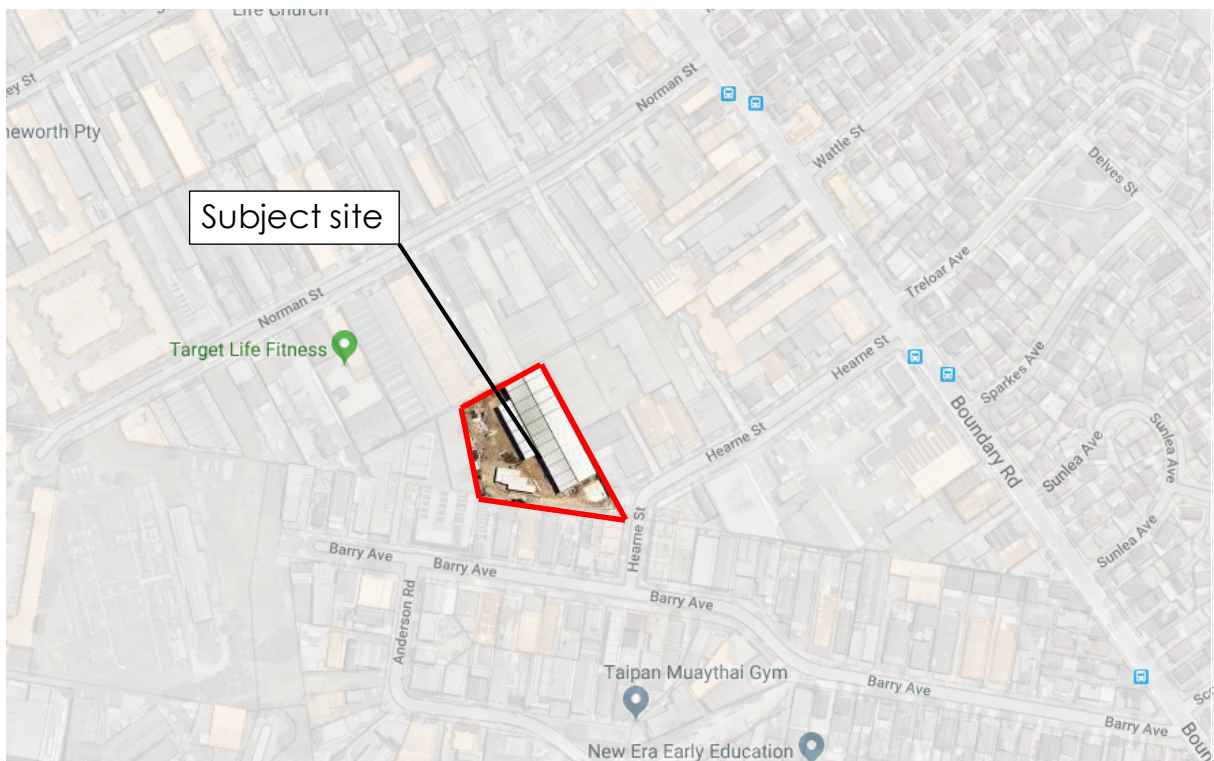 Life Church
Norman St
ey St
neworth Pty
Wattle St
Delves St
Subject site
Treloar Ave
Norman St
Target Life Fitness
Hearne St
Sparkes Ave
Boundary Rd
Sunlea Ave
Sunlea Ave
Hearne St
Sunlea Ave
Hearne St
Barry Ave
Barry Ave
Anderson Rd
Barry Ave
Taipan Muaythai Gym
Barry Ave
Barry Ave
New Era Early Education